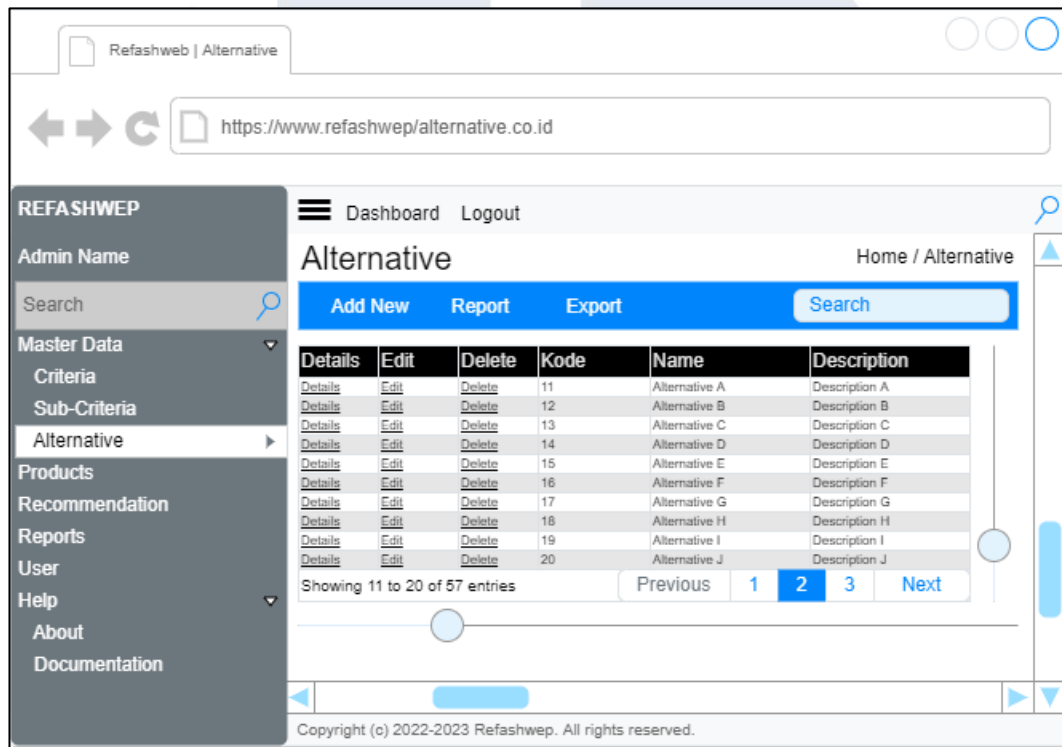 Refashweb | Alternative
https://www.refashwep/alternative.co.id
REFASHWEP
Admin Name
Search
Master Data
Criteria
Sub-Criteria
Alternative
Products
Recommendation
Reports
User
Help
About
Documentation
Dashboard Logout
Alternative
Home / Alternative
Add New Report Export Search
Details Edit Delete Kode Name Description
Details Edit Delete 11 Alternative A Description A
Details Edit Delete 12 Alternative B Description B
Details Edit Delete 13 Alternative C Description C
Details Edit Delete 14 Alternative D Description D
Details Edit Delete 15 Alternative E Description E
Details Edit Delete 16 Alternative F Description F
Details Edit Delete 17 Alternative G Description G
Details Edit Delete 18 Alternative H Description H
Details Edit Delete 19 Alternative I Description I
Details Edit Delete 20 Alternative J Description J
Showing 11 to 20 of 57 entries
Previous 1 2 3 Next
Copyright (c) 2022-2023 Refashwep. All rights reserved.